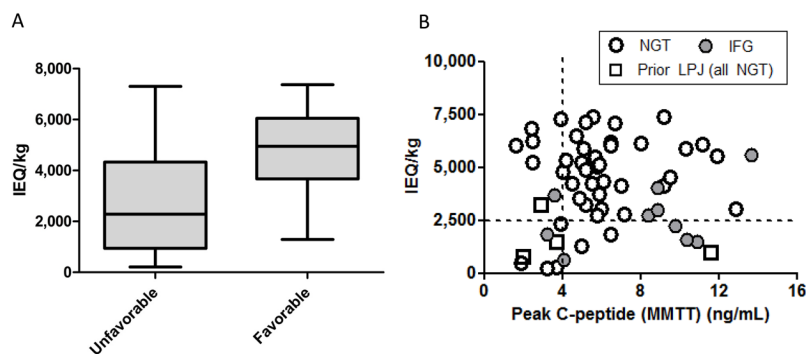 A
8,000
6,000
4,000
2,000
0
IEQ/kg
Unfavorable
Favorable
B
NGT IFG
Prior LPJ (all NGT)
10,000
7,500
5,000
2,500
0
IEQ/kg
0 4 8 12 16
Peak C-peptide (MMTT) (ng/mL)